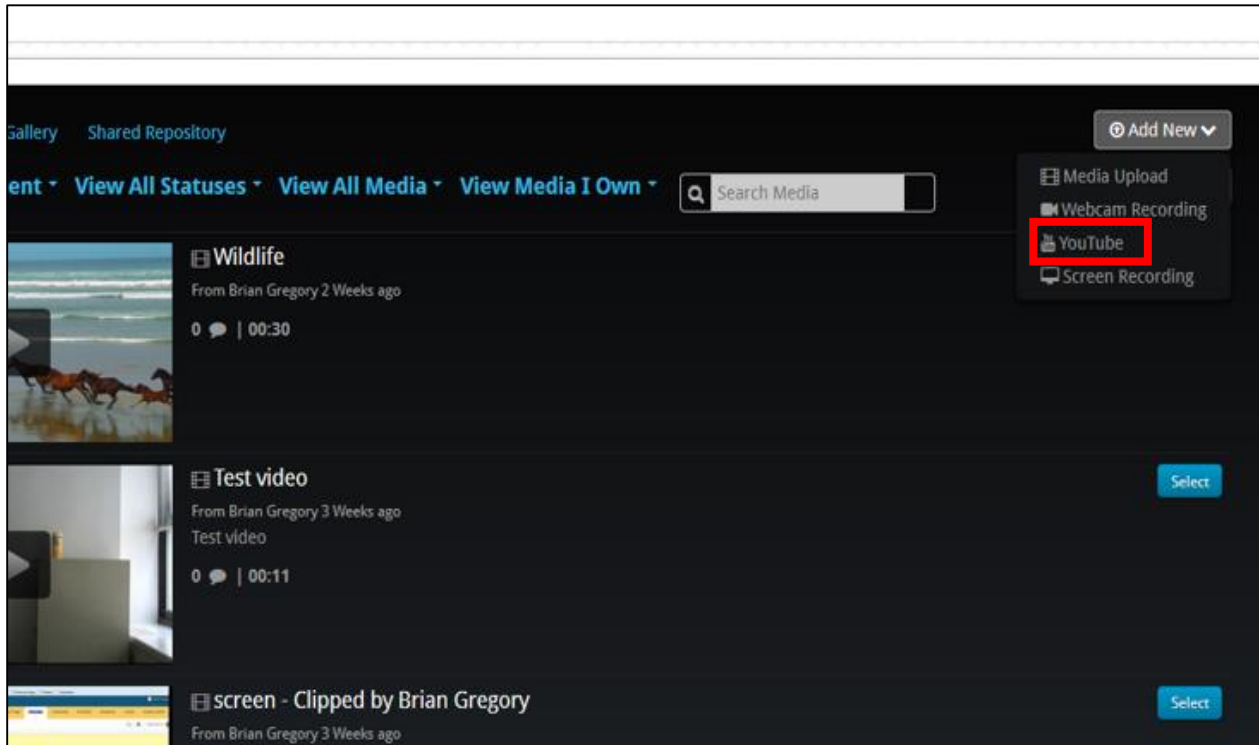 Gallery Shared Repository
Add New
ent View All Statuses View All Media View Media I Own
Search Media
Media Upload
Webcam Recording
YouTube
Screen Recording
Wildlife
From Brian Gregory 2 Weeks ago
0 | 00:30
Test video
Select
From Brian Gregory 3 Weeks ago
Test video
0 | 00:11
screen - Clipped by Brian Gregory
Select
From Brian Gregory 3 Weeks ago